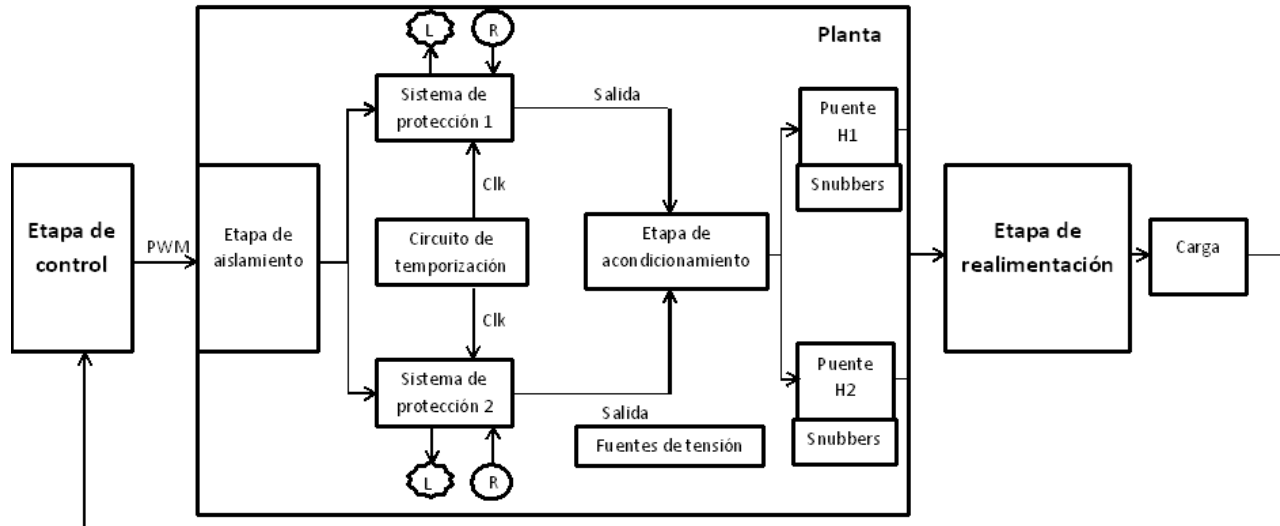 L
R
Planta
Sistema de
protección 1
Salida
Puente
H1
Snubbers
Clk
Etapa de
control
PWM
Etapa de
aislamiento
Circuito de
temporización
Etapa de
acondicionamiento
Etapa de
realimentación
Carga
Clk
Sistema de
protección 2
Salida
Puente
H2
Snubbers
Fuentes de tensión
L
R